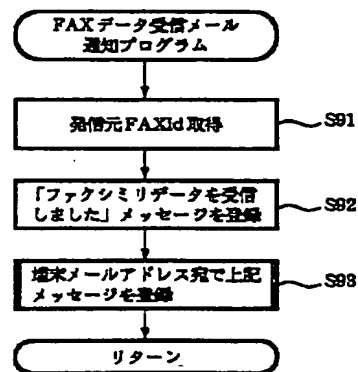 FAXデータ受信メール
通知プログラム
発信元FAXId取得
S91
「ファクシミリデータを受信
しました」メッセージを登録
S92
端末メールアドレス宛で上記
メッセージを登録
S93
リターン